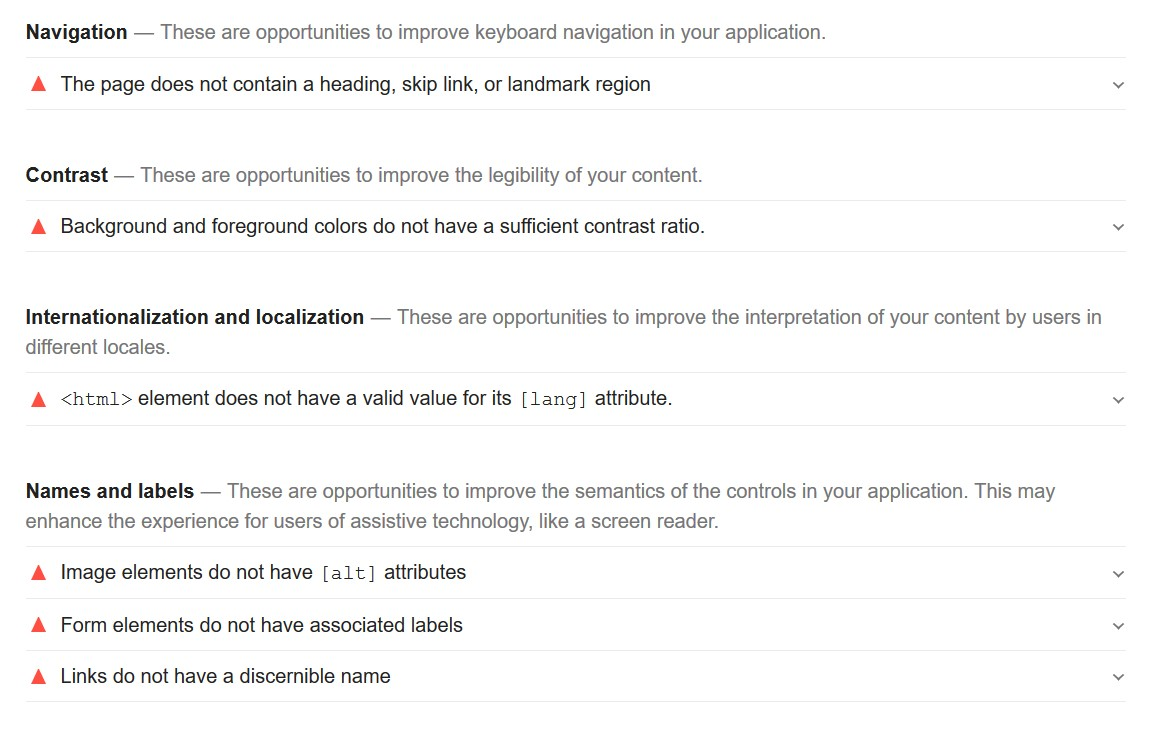 Navigation — These are opportunities to improve keyboard navigation in your application.
The page does not contain a heading, skip link, or landmark region
Contrast — These are opportunities to improve the legibility of your content.
Background and foreground colors do not have a sufficient contrast ratio.
Internationalization and localization — These are opportunities to improve the interpretation of your content by users in
different locales.
<html> element does not have a valid value for its [lang] attribute.
Names and labels — These are opportunities to improve the semantics of the controls in your application. This may
enhance the experience for users of assistive technology, like a screen reader.
Image elements do not have [alt] attributes
Form elements do not have associated labels
Links do not have a discernible name